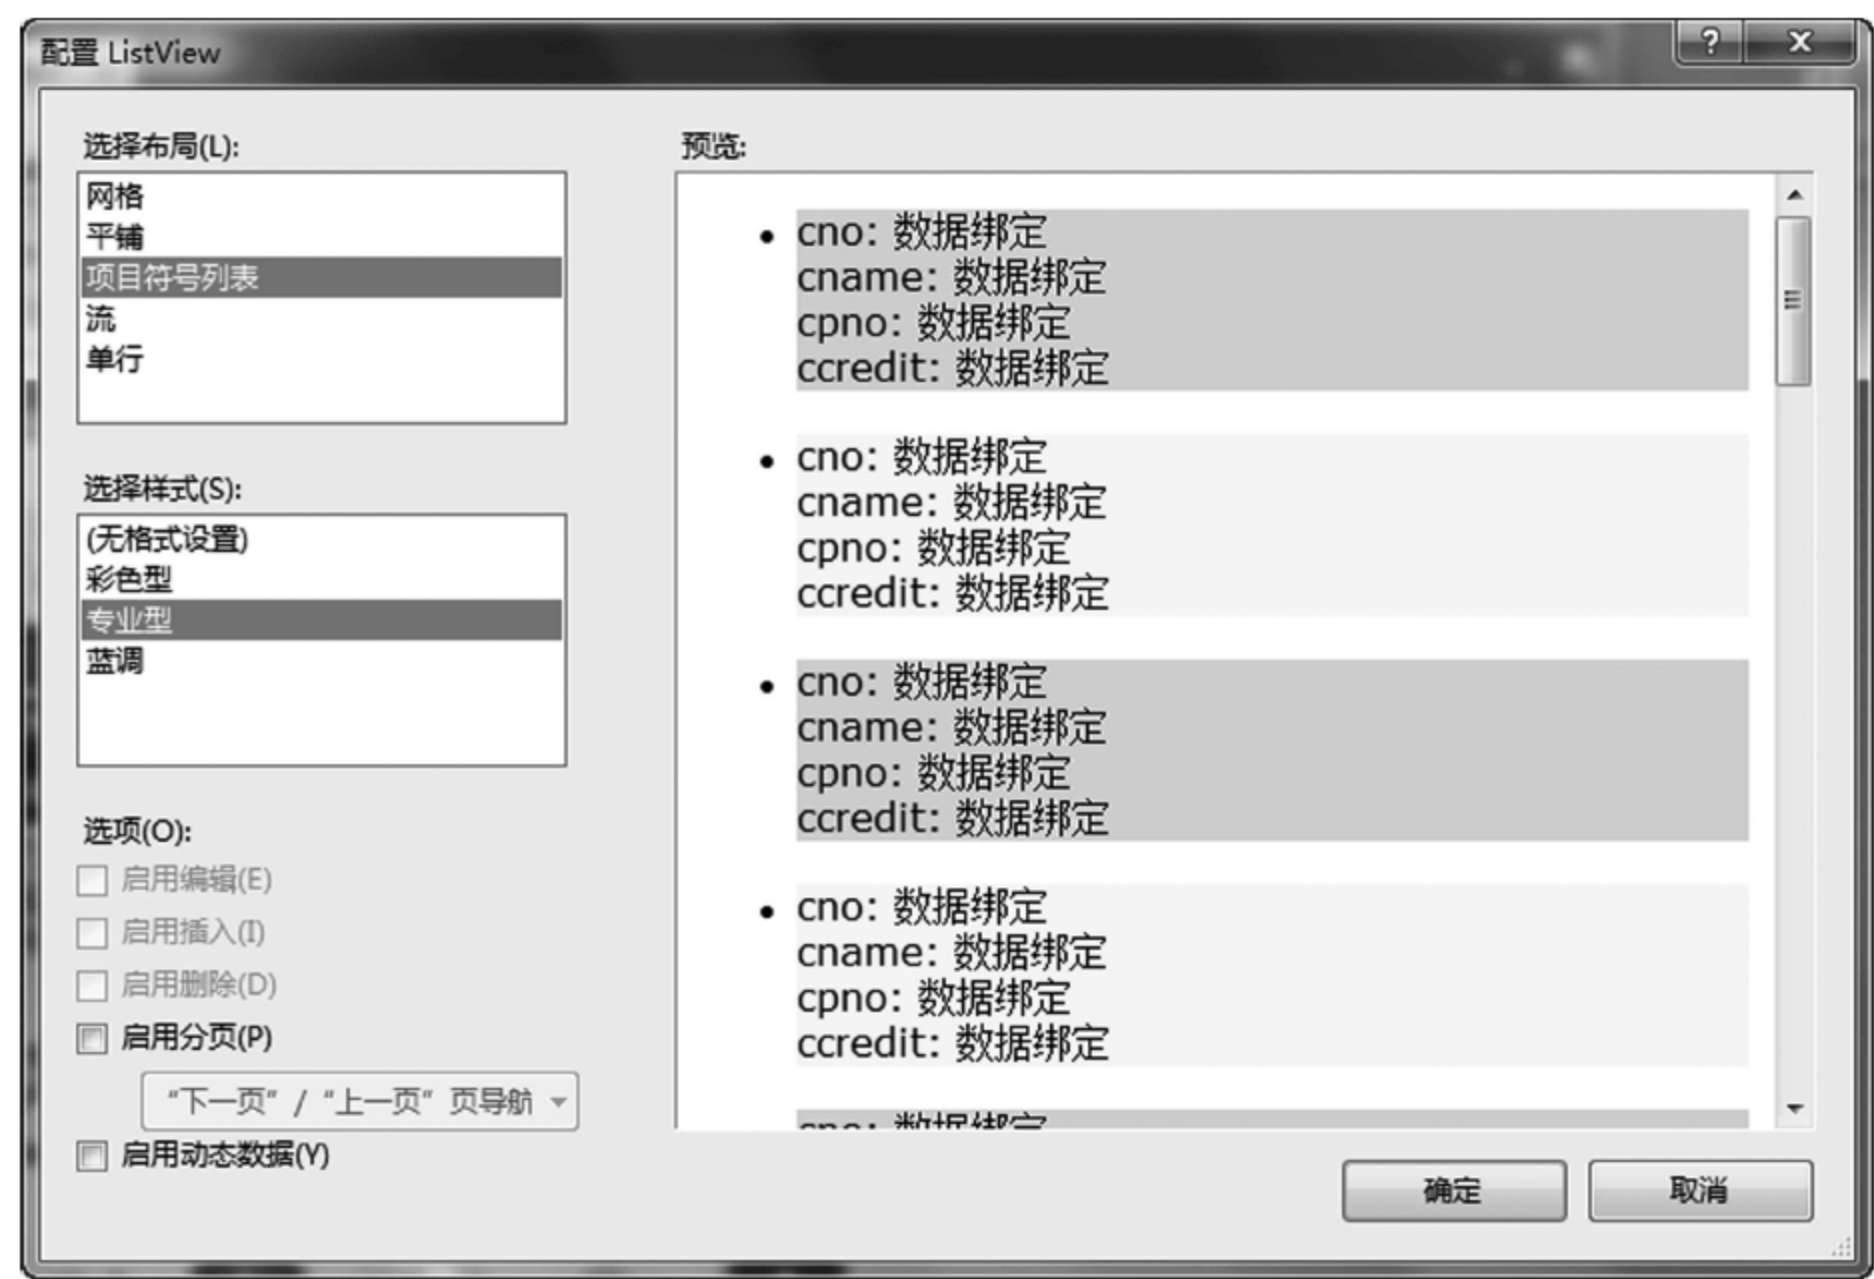 配置 ListView
选择布局(L):
网格
平铺
项目符号列表
流
单行
选择样式(S):
(无格式设置)
彩色型
专业型
蓝调
选项(O):
启用编辑(E)
启用插入(I)
启用删除(D)
启用分页(P)
“下一页” / “上一页” 页导航
启用动态数据(Y)
预览:
cno: 数据绑定
cname: 数据绑定
cpno: 数据绑定
ccredit: 数据绑定
cno: 数据绑定
cname: 数据绑定
cpno: 数据绑定
ccredit: 数据绑定
cno: 数据绑定
cname: 数据绑定
cpno: 数据绑定
ccredit: 数据绑定
cno: 数据绑定
cname: 数据绑定
cpno: 数据绑定
ccredit: 数据绑定
cno: 数据绑定
确定
取消